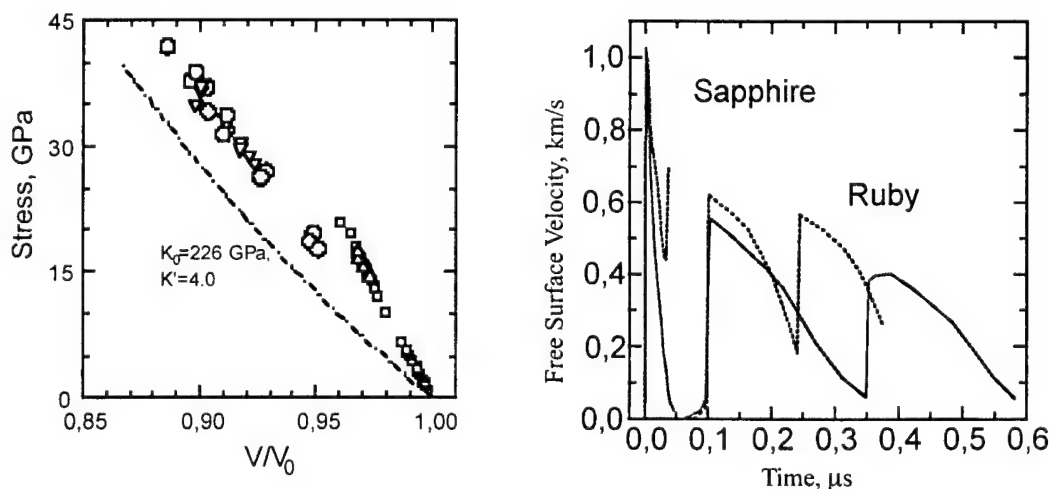 Stress, GPa
45
30
15
0
K₀=226 GPa,
K'=4.0
0,85
0,90
0,95
1,00
V/V₀
Free Surface Velocity, km/s
1,0
0,8
0,6
0,4
0,2
0,0
Sapphire
Ruby
0,0
0,1
0,2
0,3
0,4
0,5
0,6
Time, μs